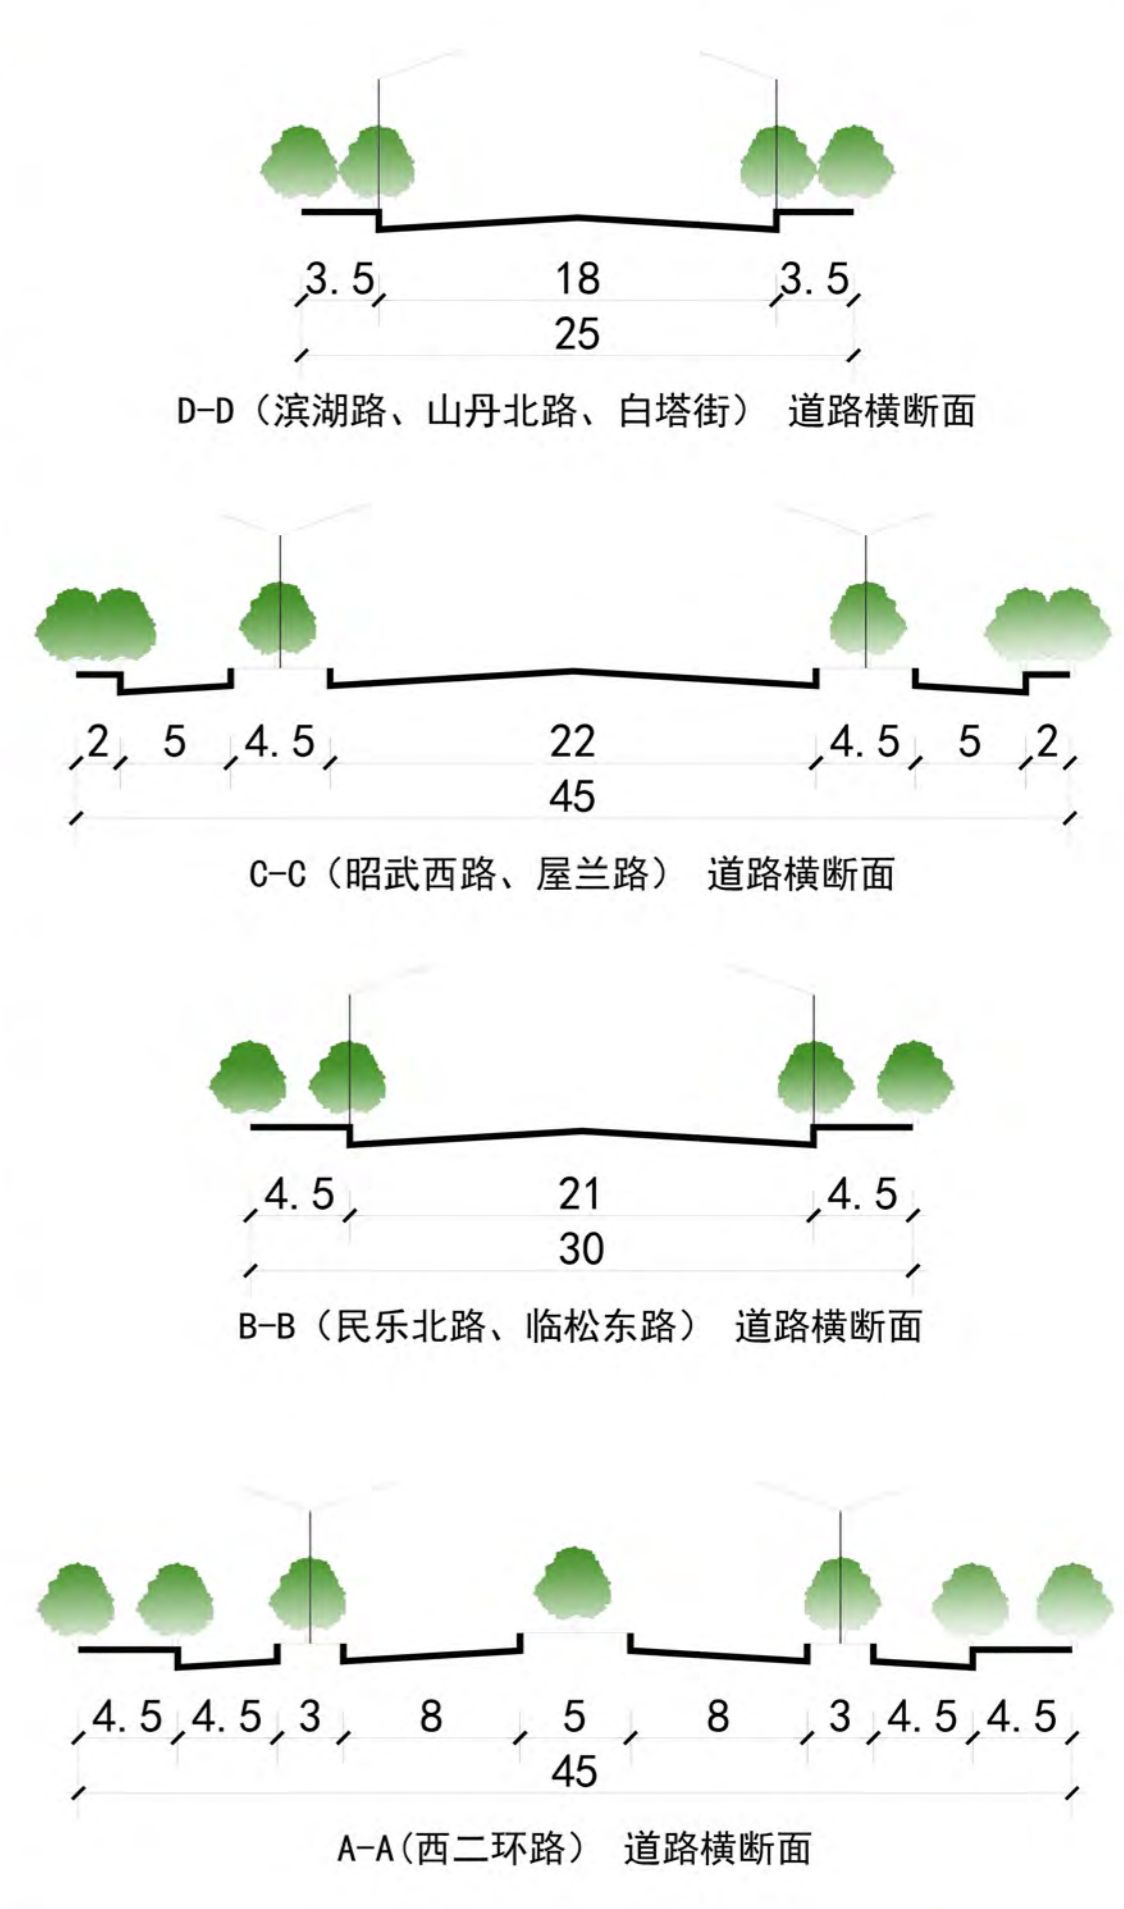 3.5 18 3.5
25
D-D（滨湖路、山丹北路、白塔街） 道路横断面
2 5 4.5 22 4.5 5 2
45
C-C（昭武西路、屋兰路） 道路横断面
4.5 21 4.5
30
B-B（民乐北路、临松东路） 道路横断面
4.5 4.5 3 8 5 8 3 4.5 4.5
45
A-A(西二环路） 道路横断面